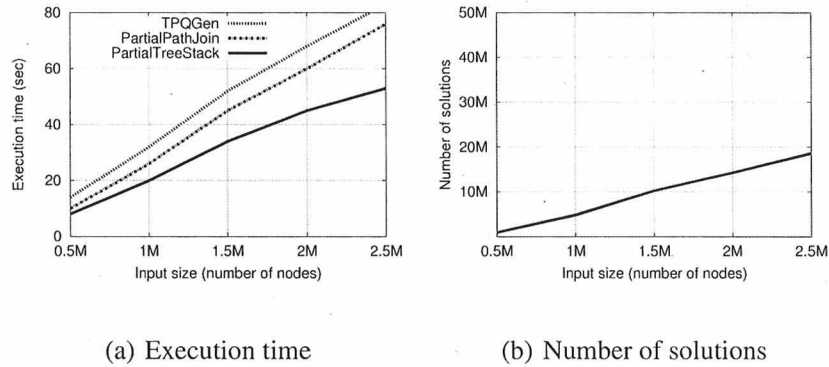 80
60
40
20
0
Execution time (sec)
TPQGen
PartialPathJoin
PartialTreeStack
0.5M 1M 1.5M 2M 2.5M
Input size (number of nodes)
(a) Execution time
50M
40M
30M
20M
10M
Number of solutions
0.5M 1M 1.5M 2M 2.5M
Input size (number of nodes)
(b) Number of solutions